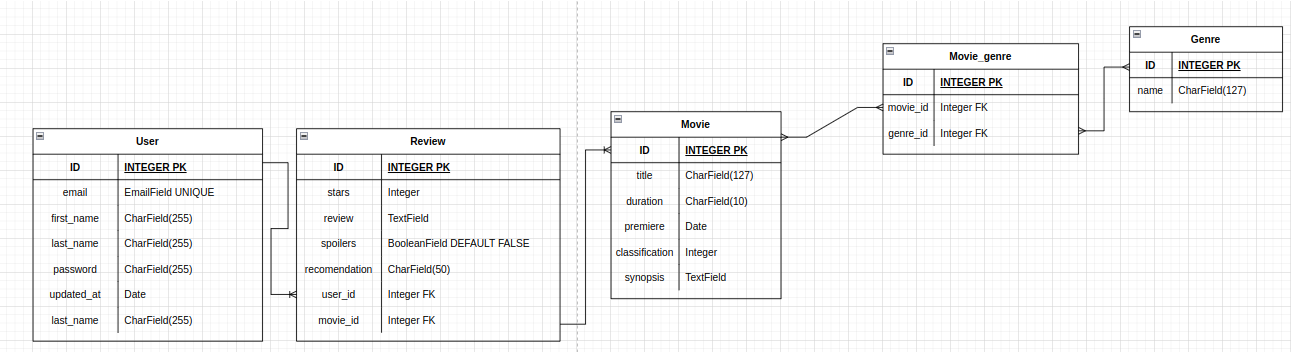 User
ID INTEGER PK
email EmailField UNIQUE
first_name CharField(255)
last_name CharField(255)
password CharField(255)
updated_at Date
last_name CharField(255)
Review
ID INTEGER PK
stars Integer
review TextField
spoilers BooleanField DEFAULT FALSE
recomendation CharField(50)
user_id Integer FK
movie_id Integer FK
Movie
ID INTEGER PK
title CharField(127)
duration CharField(10)
premiere Date
classification Integer
synopsis TextField
Movie_genre
ID INTEGER PK
movie_id Integer FK
genre_id Integer FK
Genre
ID INTEGER PK
name CharField(127)